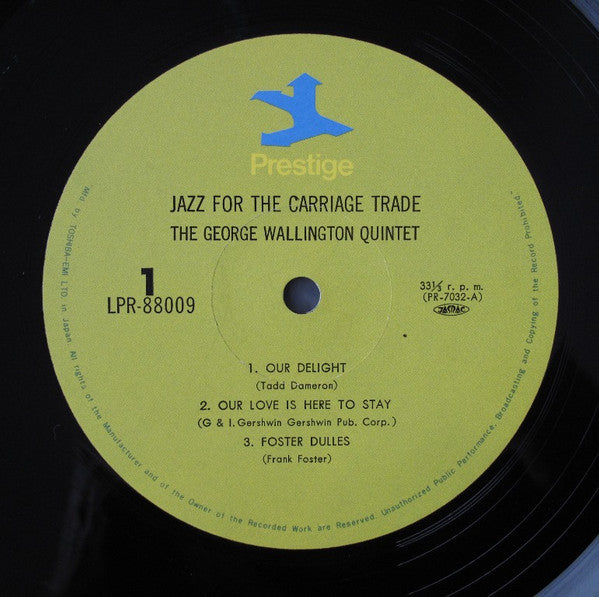 Prestige
JAZZ FOR THE CARRIAGE TRADE
THE GEORGE WALLINGTON QUINTET
1
LPR-88009
33⅓ r. p. m.
(PR-7032-A)
JASRAC
1. OUR DELIGHT
(Tadd Dameron)
2. OUR LOVE IS HERE TO STAY
(G & I. Gershwin Gershwin Pub. Corp.)
3. FOSTER DULLES
(Frank Foster)
Mfd by TOSHIBA-EMI LTD. in Japan. All rights of the Manufacturer and of the Owner of the Recorded Work are Reserved. Unauthorized Public Performance, Broadcasting and Copying of the Record Prohibited"